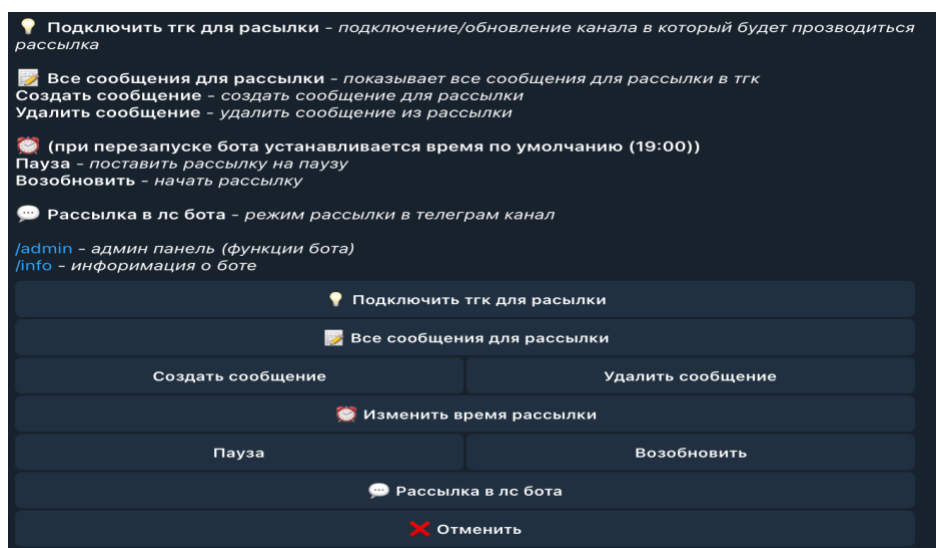 💡 Подключить тгк для расылки – подключение/обновление канала в который будет прозводиться
рассылка
📝 Все сообщения для рассылки – показывает все сообщения для рассылки в тгк
Создать сообщение – создать сообщение для рассылки
Удалить сообщение – удалить сообщение из рассылки
⏰ (при перезапуске бота устанавливается время по умолчанию (19:00))
Пауза – поставить рассылку на паузу
Возобновить – начать рассылку
💬 Рассылка в лс бота – режим рассылки в телеграм канал
/admin – админ панель (функции бота)
/info – инфоримация о боте
💡 Подключить тгк для расылки
📝 Все сообщения для рассылки
Создать сообщение
Удалить сообщение
⏰ Изменить время рассылки
Пауза
Возобновить
💬 Рассылка в лс бота
❌ Отменить